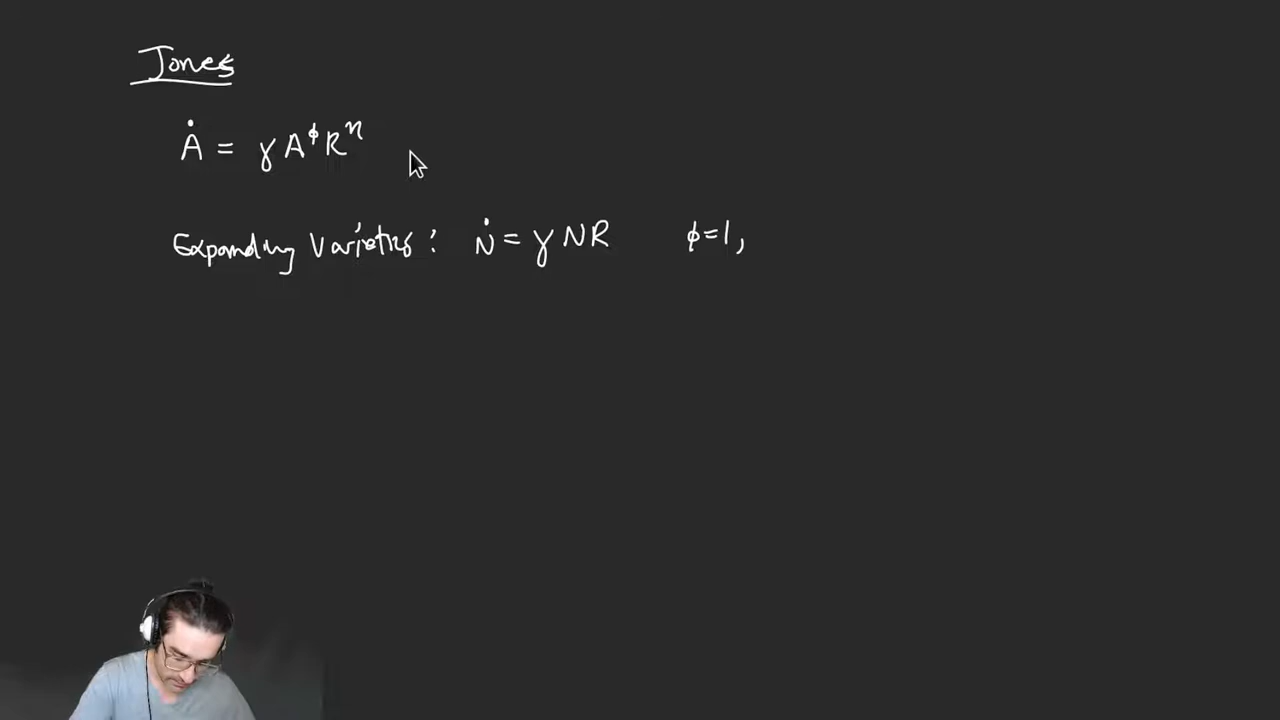 Jones
Ȧ = γ A^ϕ R^η
Expanding Varieties : Ṅ = γ N R ϕ=1,